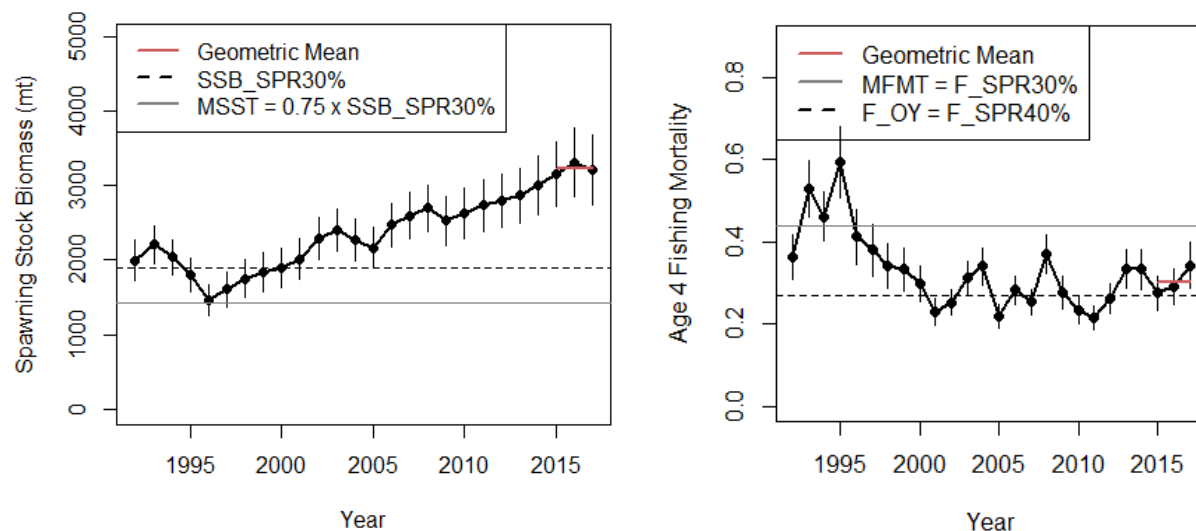 Geometric Mean
SSB_SPR30%
MSST = 0.75 x SSB_SPR30%
Spawning Stock Biomass (mt)
5000
4000
3000
2000
1000
0
1995 2000 2005 2010 2015
Year
Geometric Mean
MFMT = F_SPR30%
F_OY = F_SPR40%
Age 4 Fishing Mortality
0.8
0.6
0.4
0.2
0.0
1995 2000 2005 2010 2015
Year